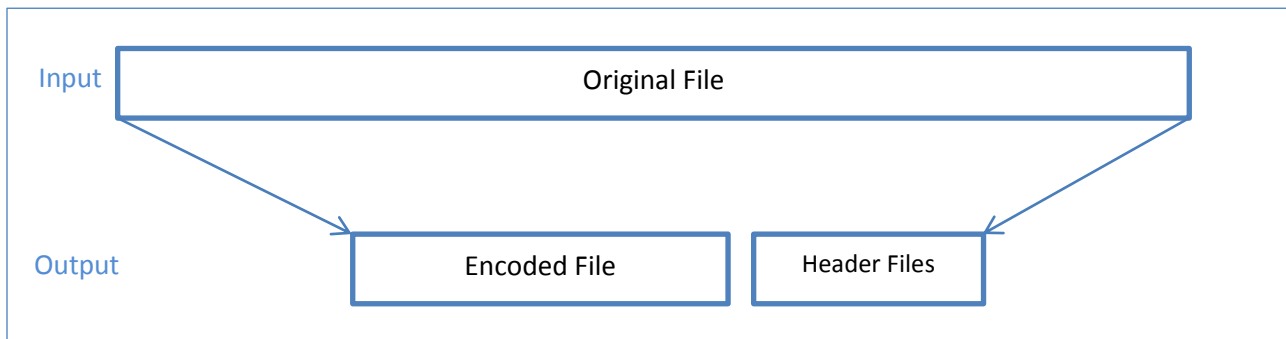 Input
Original File
Output
Encoded File
Header Files